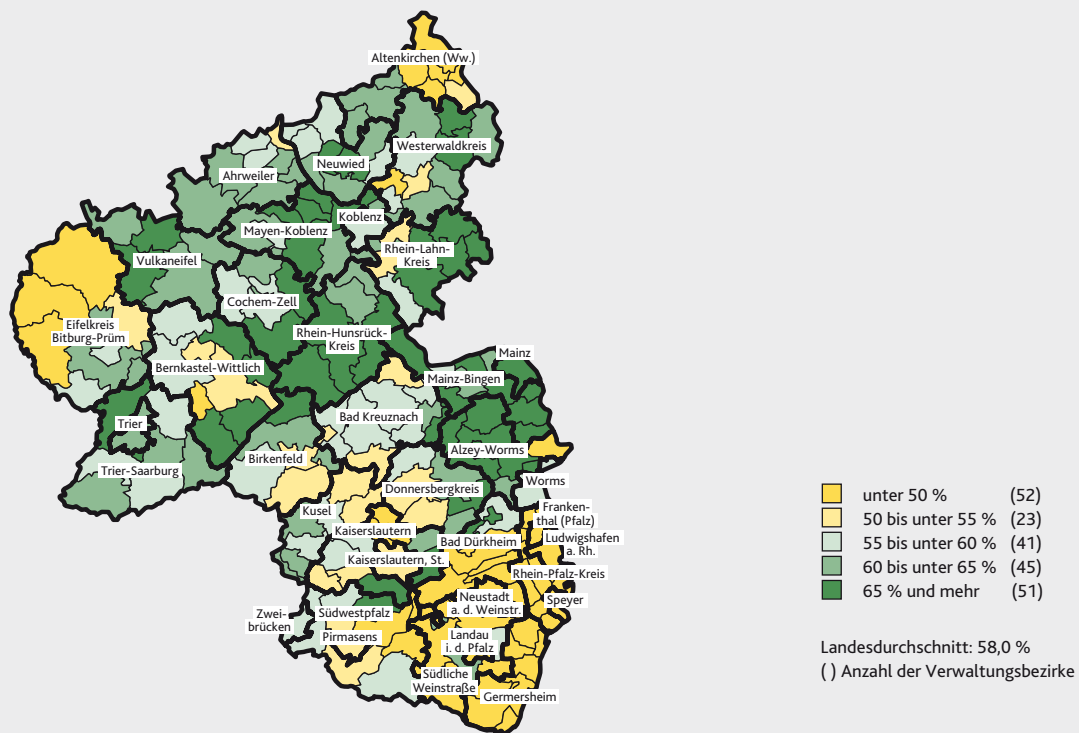 Altenkirchen (Ww.)
Westerwaldkreis
Neuwied
Ahrweiler
Koblenz
Mayen-Koblenz
Rhein-Lahn-
Kreis
Vulkaneifel
Cochem-Zell
Eifelkreis
Bitburg-Prüm
Rhein-Hunsrück-
Kreis
Mainz
Bernkastel-Wittlich
Mainz-Bingen
Bad Kreuznach
Trier
Alzey-Worms
Birkenfeld
Trier-Saarburg
Donnersbergkreis
Worms
Kusel
Franken-
thal (Pfalz)
Kaiserslautern
Bad Dürkheim
Ludwigshafen
a. Rh.
Kaiserslautern, St.
Rhein-Pfalz-Kreis
Neustadt
a. d. Weinstr.
Speyer
Zwei-
brücken
Südwestpfalz
Pirmasens
Landau
i. d. Pfalz
Südliche
Weinstraße
Germersheim
unter 50 % (52)
50 bis unter 55 % (23)
55 bis unter 60 % (41)
60 bis unter 65 % (45)
65 % und mehr (51)
Landesdurchschnitt: 58,0 %
( ) Anzahl der Verwaltungsbezirke